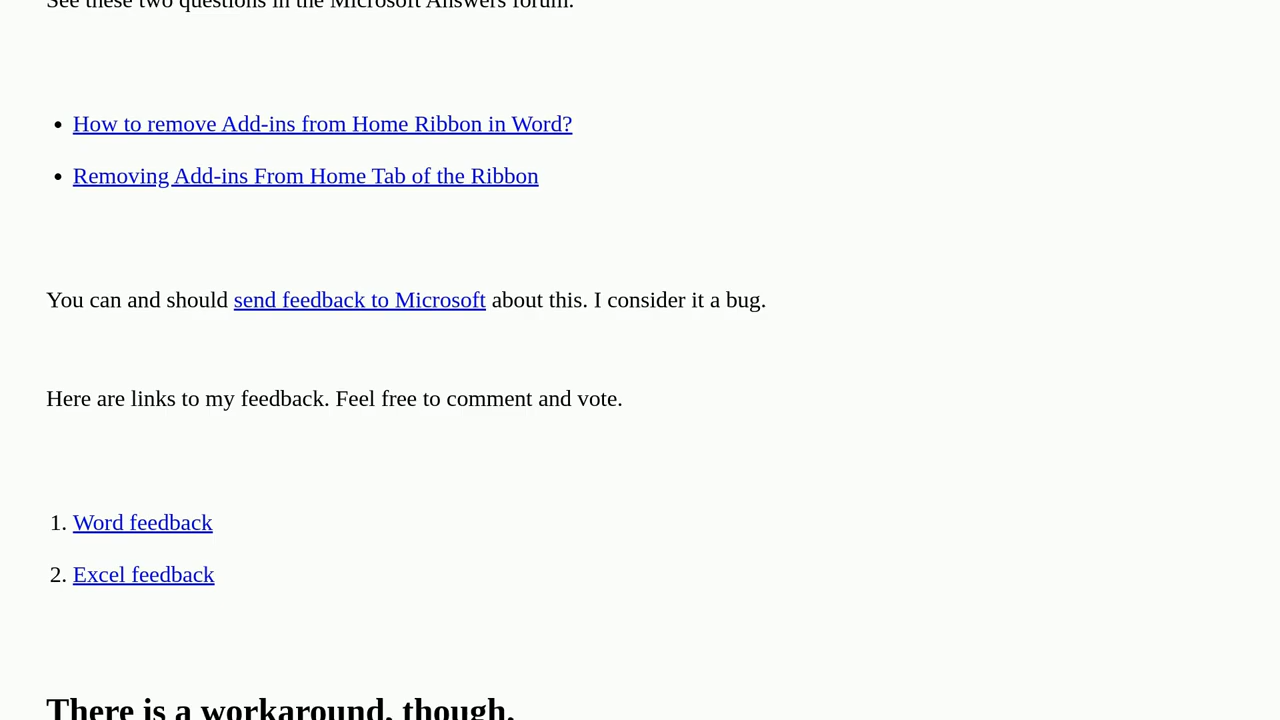 See these two questions in the Microsoft Answers forum.
• How to remove Add-ins from Home Ribbon in Word?
• Removing Add-ins From Home Tab of the Ribbon
You can and should send feedback to Microsoft about this. I consider it a bug.
Here are links to my feedback. Feel free to comment and vote.
1. Word feedback
2. Excel feedback
There is a workaround, though.